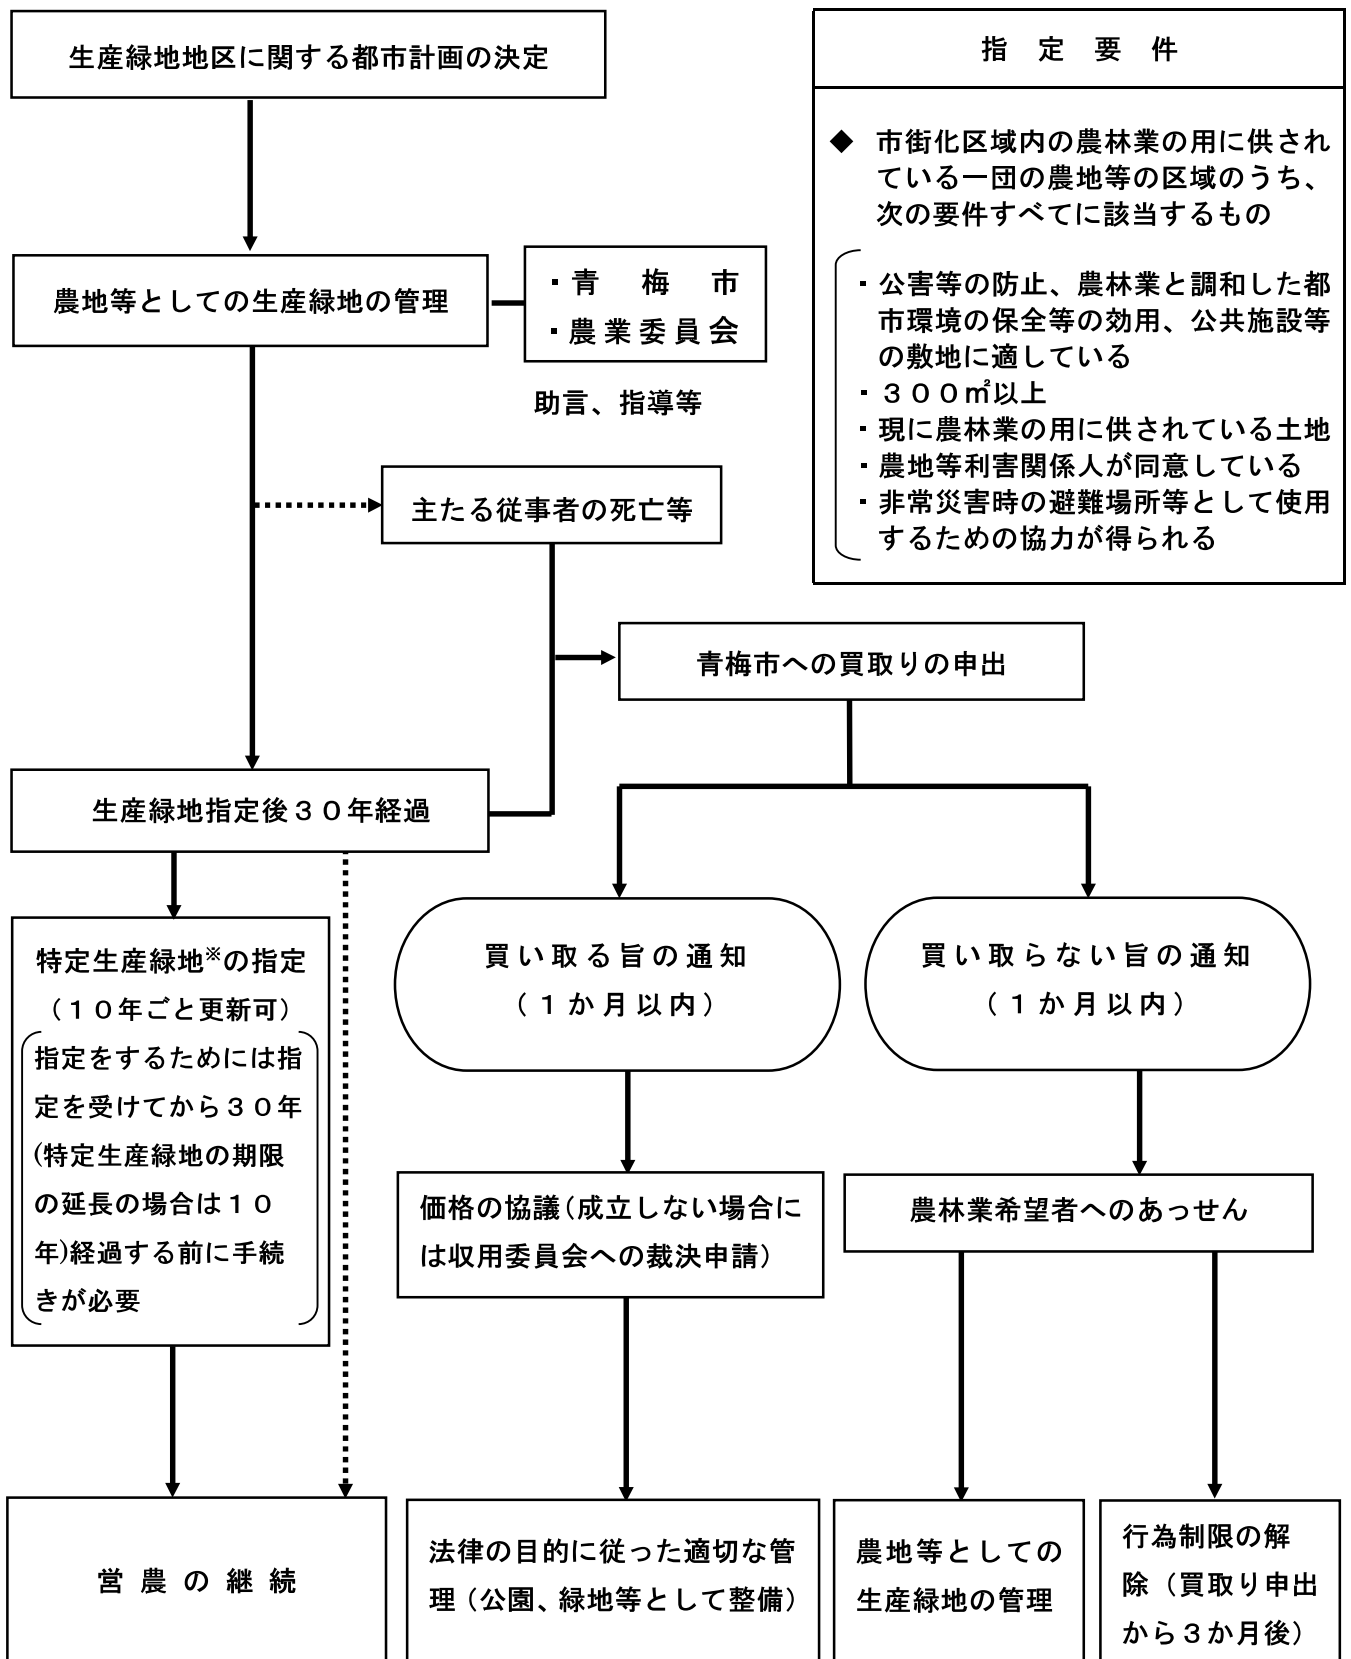 生産緑地地区に関する都市計画の決定
指定要件
◆ 市街化区域内の農林業の用に供され
ている一団の農地等の区域のうち、
次の要件すべてに該当するもの
・公害等の防止、農林業と調和した都
市環境の保全等の効用、公共施設等
の敷地に適している
・３００㎡以上
・現に農林業の用に供されている土地
・農地等利害関係人が同意している
・非常災害時の避難場所等として使用
するための協力が得られる
農地等としての生産緑地の管理
・青梅市
・農業委員会
助言、指導等
主たる従事者の死亡等
青梅市への買取りの申出
生産緑地指定後３０年経過
特定生産緑地※の指定
（１０年ごと更新可）
指定をするためには指
定を受けてから３０年
(特定生産緑地の期限
の延長の場合は１０
年)経過する前に手続
きが必要
買い取る旨の通知
（１か月以内）
買い取らない旨の通知
（１か月以内）
価格の協議（成立しない場合に
は収用委員会への裁決申請）
農林業希望者へのあっせん
営農の継続
法律の目的に従った適切な管
理（公園、緑地等として整備）
農地等としての
生産緑地の管理
行為制限の解
除（買取り申出
から３か月後）